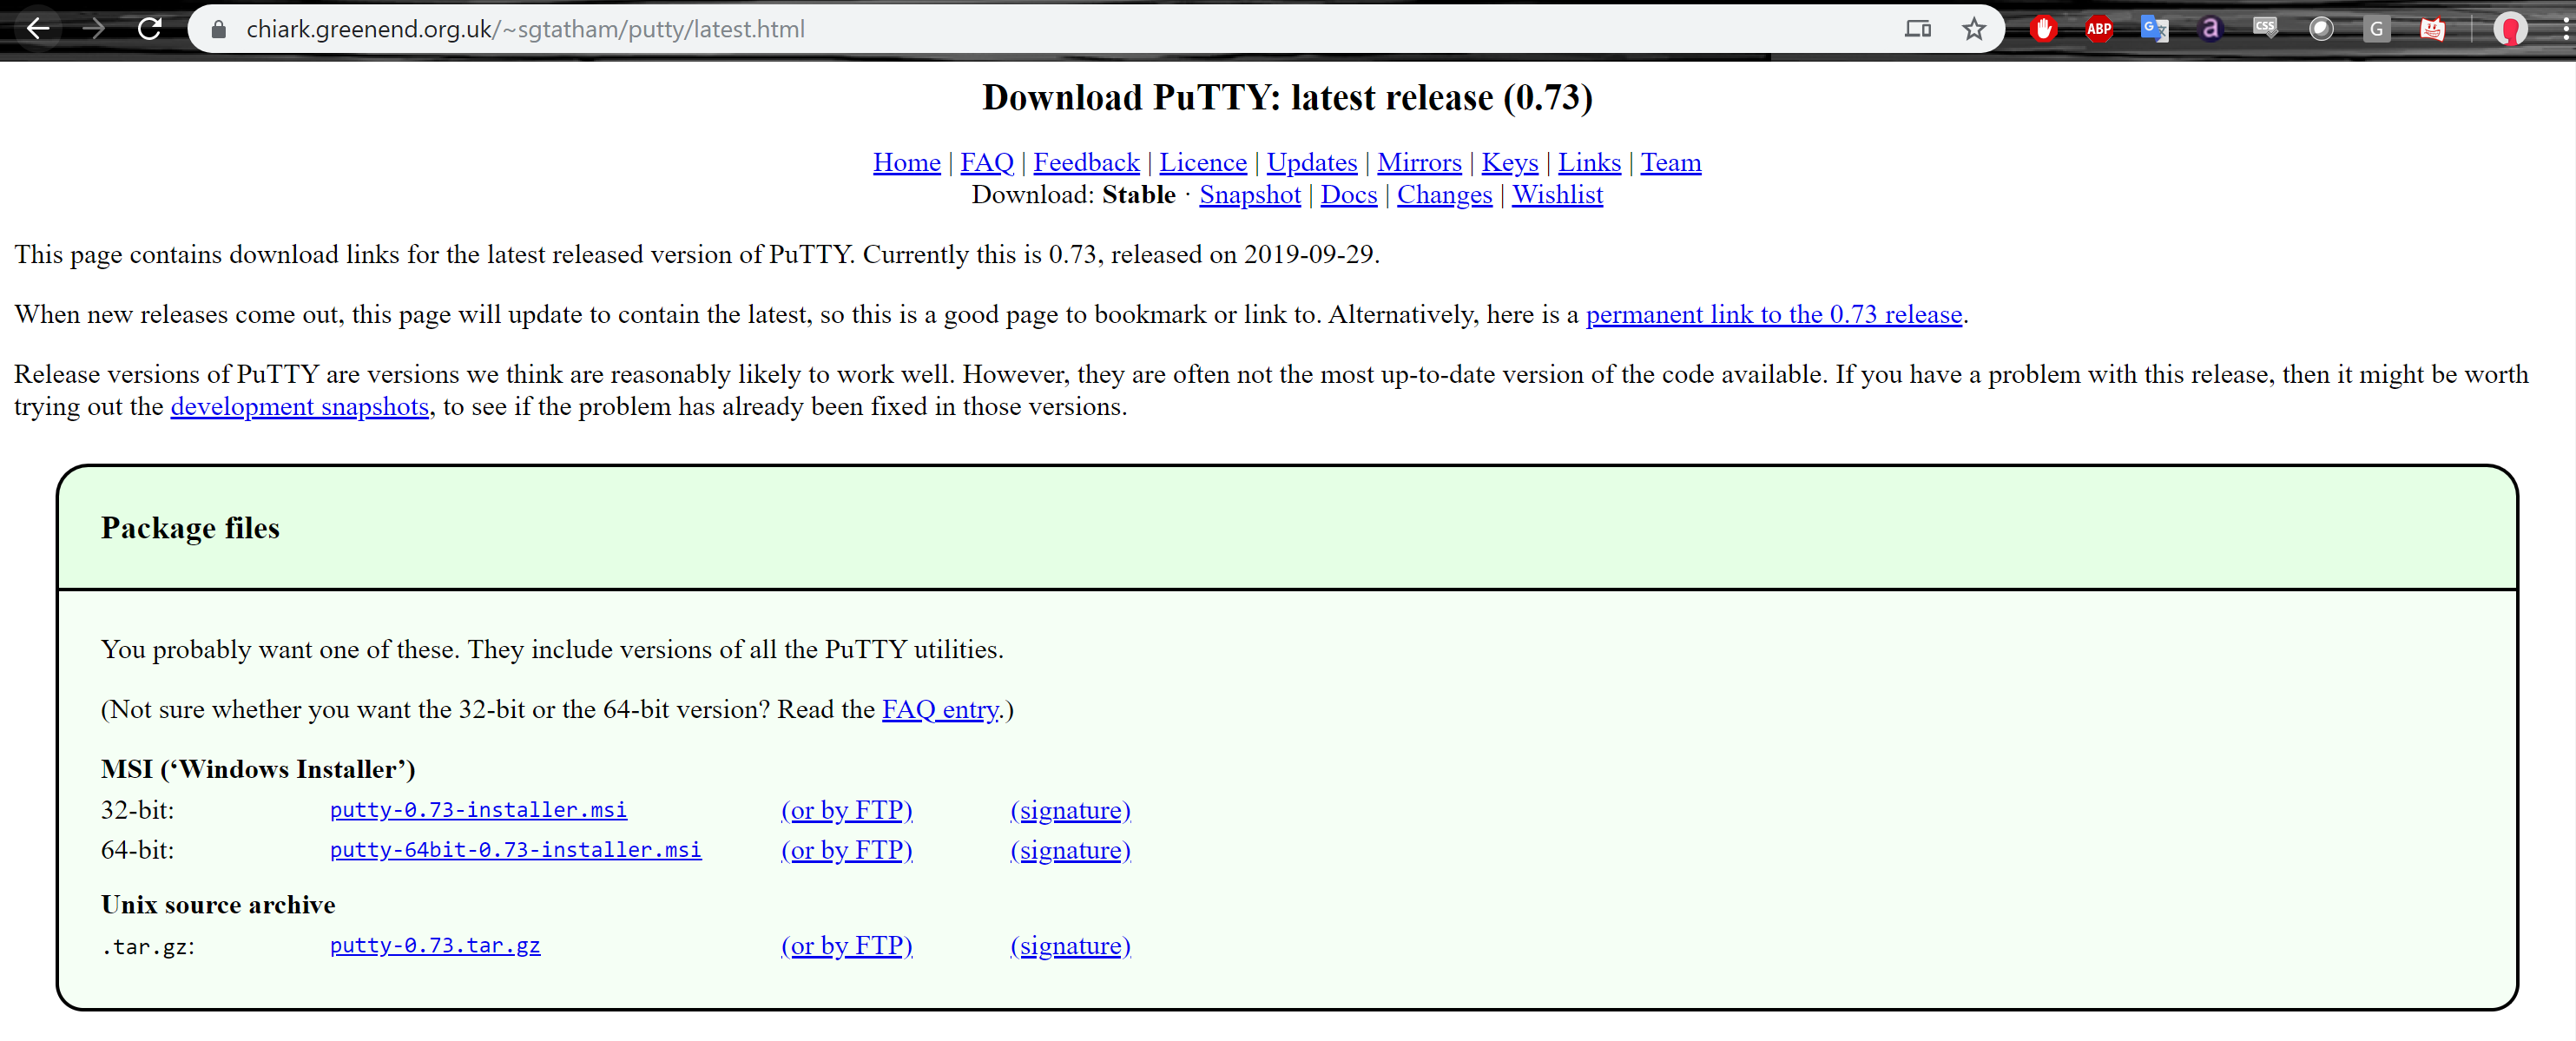 chiark.greenend.org.uk/~sgtatham/putty/latest.html
ABP
G
a
CSS
G
Download PuTTY: latest release (0.73)
Home | FAQ | Feedback | Licence | Updates | Mirrors | Keys | Links | Team
Download: Stable · Snapshot | Docs | Changes | Wishlist
This page contains download links for the latest released version of PuTTY. Currently this is 0.73, released on 2019-09-29.
When new releases come out, this page will update to contain the latest, so this is a good page to bookmark or link to. Alternatively, here is a permanent link to the 0.73 release.
Release versions of PuTTY are versions we think are reasonably likely to work well. However, they are often not the most up-to-date version of the code available. If you have a problem with this release, then it might be worth
trying out the development snapshots, to see if the problem has already been fixed in those versions.
Package files
You probably want one of these. They include versions of all the PuTTY utilities.
(Not sure whether you want the 32-bit or the 64-bit version? Read the FAQ entry.)
MSI (‘Windows Installer’)
32-bit: putty-0.73-installer.msi (or by FTP) (signature)
64-bit: putty-64bit-0.73-installer.msi (or by FTP) (signature)
Unix source archive
.tar.gz: putty-0.73.tar.gz (or by FTP) (signature)